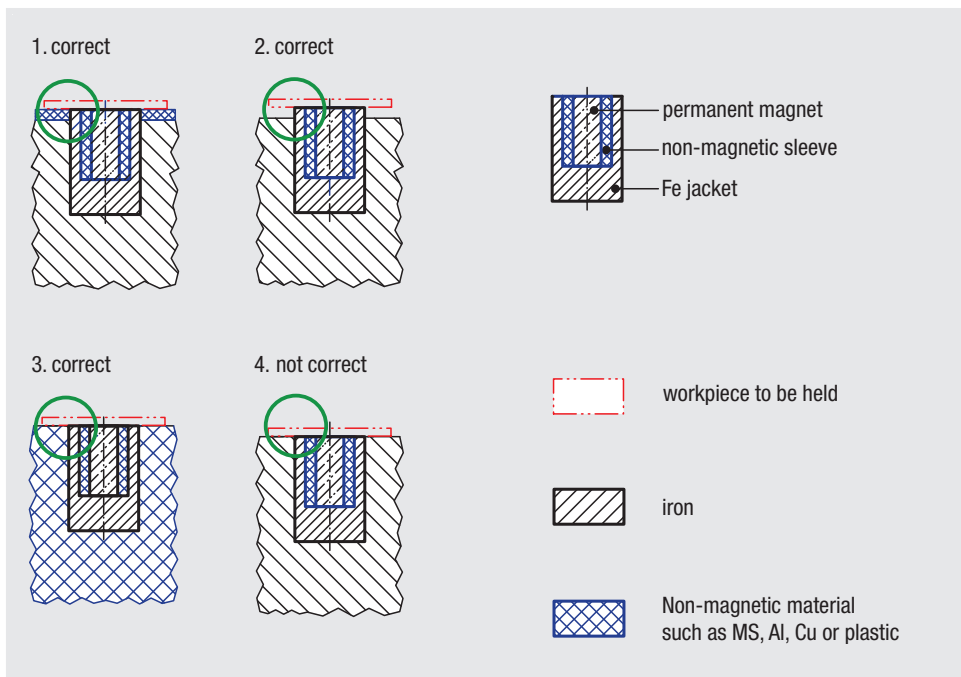 1. correct
2. correct
permanent magnet
non-magnetic sleeve
Fe jacket
3. correct
4. not correct
workpiece to be held
iron
Non-magnetic material
such as MS, Al, Cu or plastic